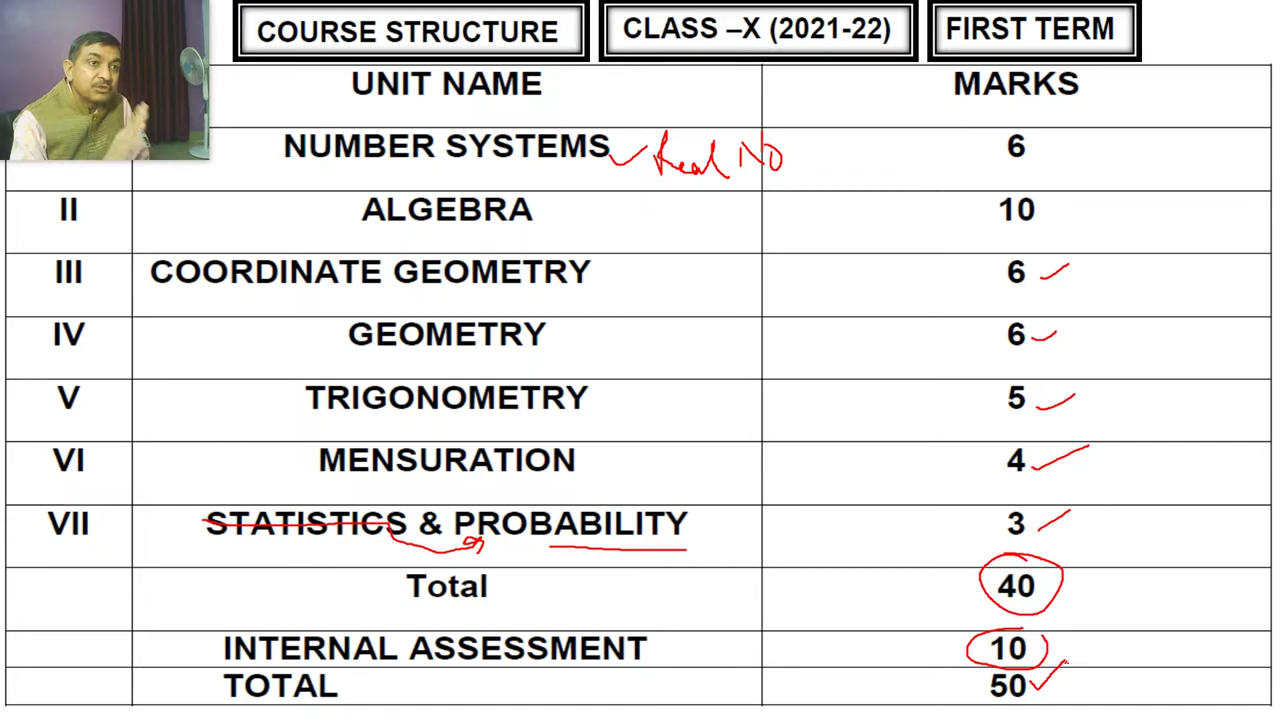 COURSE STRUCTURE CLASS –X (2021-22) FIRST TERM
UNIT NAME MARKS
NUMBER SYSTEMS Real No 6
II ALGEBRA 10
III COORDINATE GEOMETRY 6
IV GEOMETRY 6
V TRIGONOMETRY 5
VI MENSURATION 4
VII STATISTICS & PROBABILITY 3
Total 40
INTERNAL ASSESSMENT 10
TOTAL 50